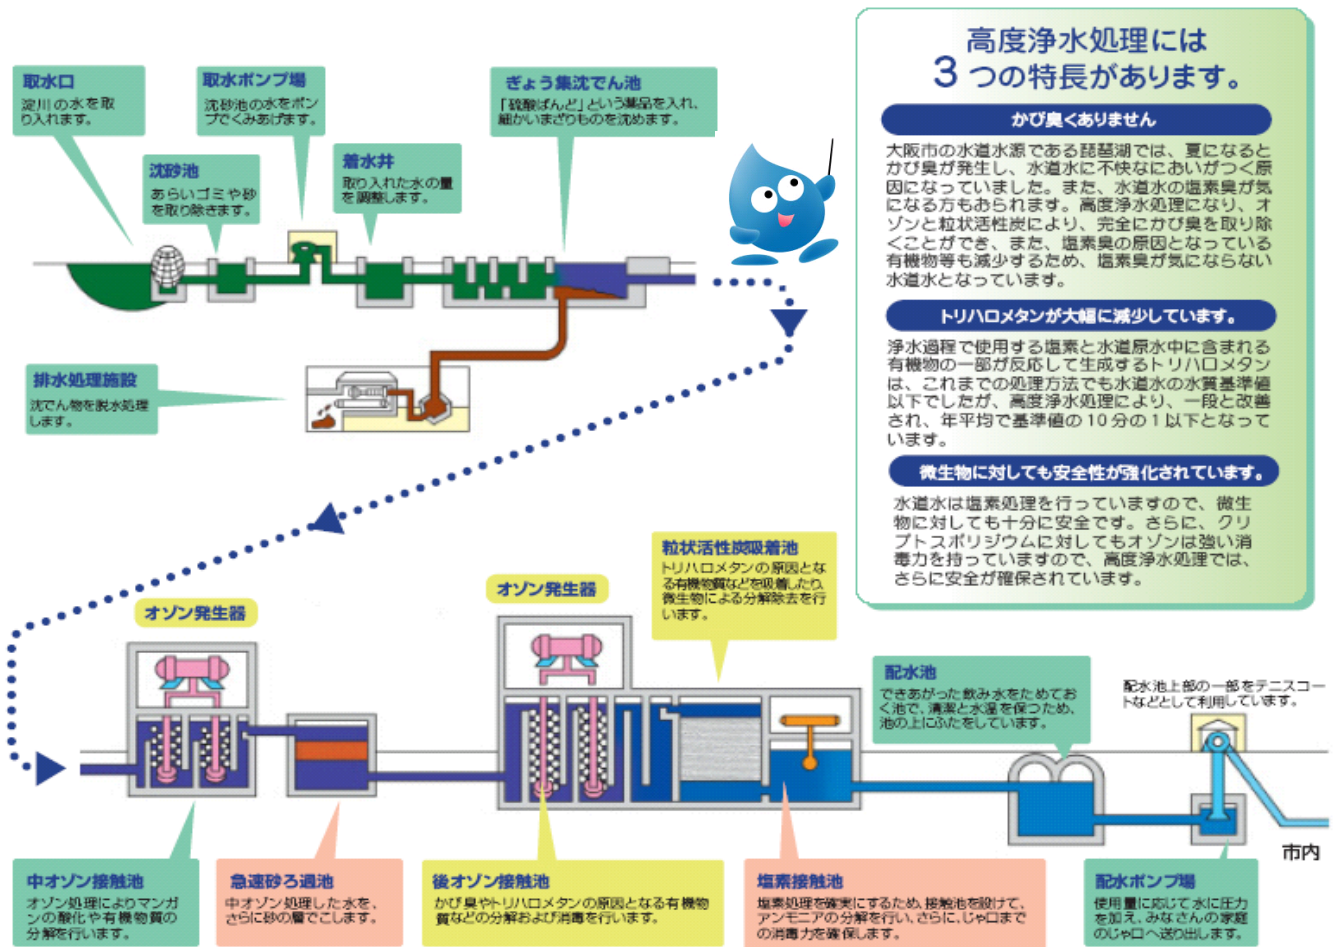 取水口
淀川の水を取
り入れます。
沈砂池
あらいゴミや砂
を取り除きます。
取水ポンプ場
沈砂池の水をポン
プでくみあげます。
着水井
取り入れた水の量
を調整します。
ぎょう集沈でん池
「硫酸ばんど」という薬品を入れ、
細かいまざりものを沈めます。
排水処理施設
沈でん物を脱水処理
します。
高度浄水処理には
3つの特長があります。
かび臭くありません
大阪市の水道水源である琵琶湖では、夏になると
かび臭が発生し、水道水に不快なにおいがつく原
因になっていました。また、水道水の塩素臭が気
になる方もおられます。高度浄水処理になり、オ
ゾンと粒状活性炭により、完全にかび臭を取り除
くことができ、また、塩素臭の原因となっている
有機物等も減少するため、塩素臭が気にならない
水道水となっています。
トリハロメタンが大幅に減少しています。
浄水過程で使用する塩素と水道原水中に含まれる
有機物の一部が反応して生成するトリハロメタン
は、これまでの処理方法でも水道水の水質基準値
以下でしたが、高度浄水処理により、一段と改善
され、年平均で基準値の10分の1以下となって
います。
微生物に対しても安全性が強化されています。
水道水は塩素処理を行っていますので、微生
物に対しても十分に安全です。さらに、クリ
プトスポリジウムに対してもオゾンは強い消
毒力を持っていますので、高度浄水処理では、
さらに安全が確保されています。
オゾン発生器
オゾン発生器
粒状活性炭吸着池
トリハロメタンの原因とな
る有機物質などを吸着したり、
微生物による分解除去を行
います。
配水池
できあがった飲み水をためてお
く池で、清潔と水温を保つため、
池の上にふたをしています。
配水池上部の一部をテニスコー
トなどとして利用しています。
市内
中オゾン接触池
オゾン処理によりマンガ
ンの酸化や有機物質の
分解を行います。
急速砂ろ過池
中オゾン処理した水を、
さらに砂の層でこします。
後オゾン接触池
かび臭やトリハロメタンの原因となる有機物
質などの分解および消毒を行います。
塩素接触池
塩素処理を確実にするため、接触池を設けて、
アンモニアの分解を行い、さらに、じゃ口まで
の消毒力を確保します。
配水ポンプ場
使用量に応じて水に圧力
を加え、みなさんの家庭
のじゃ口へ送り出します。